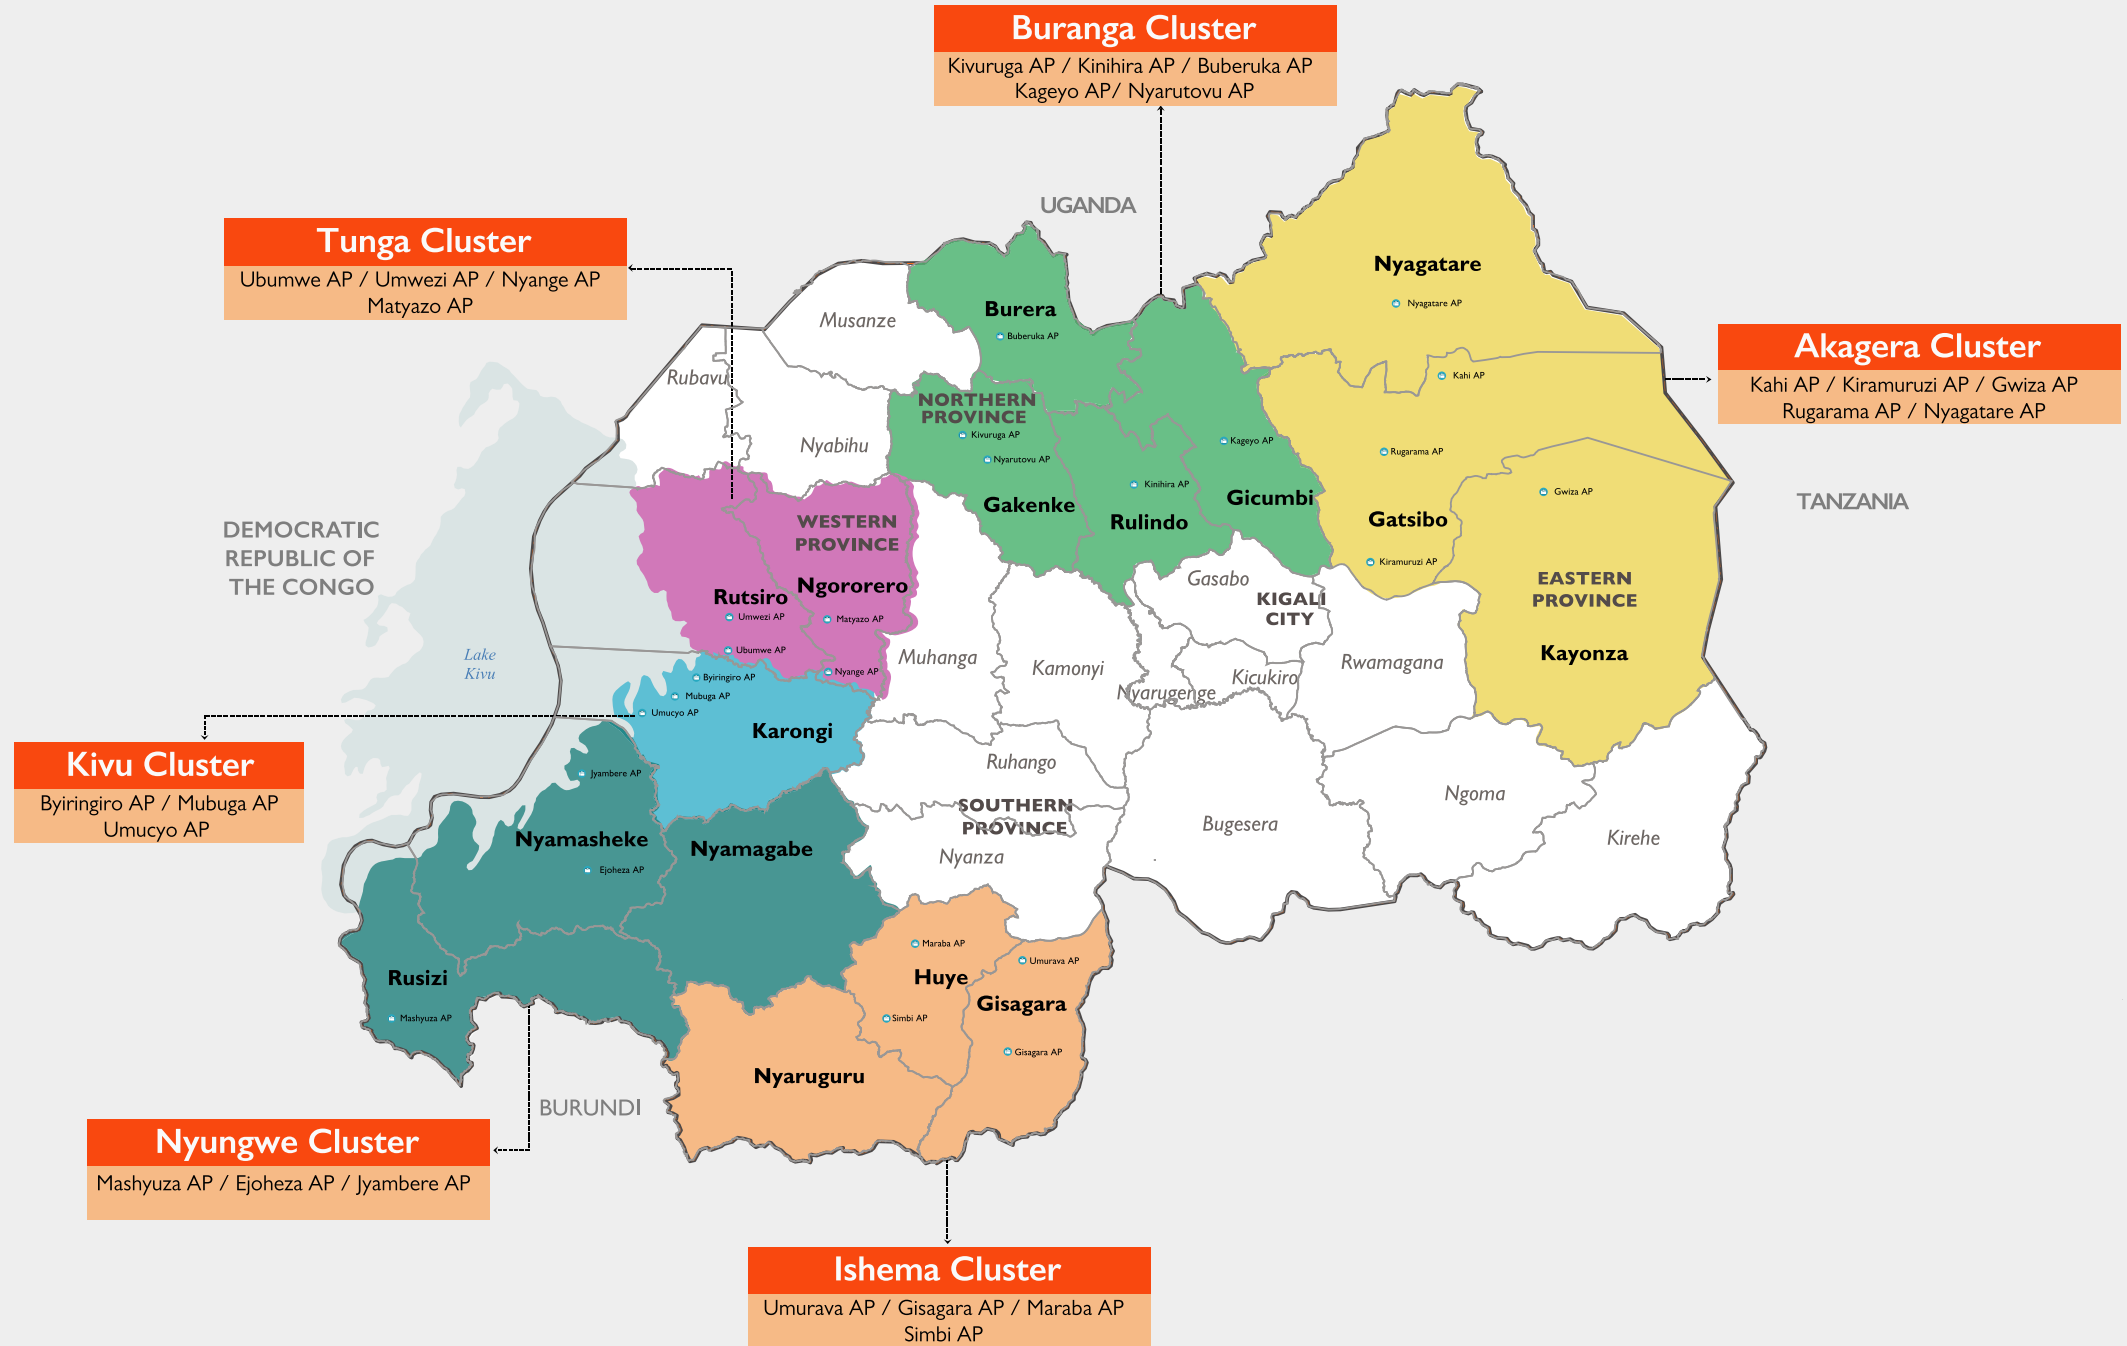 Buranga Cluster
Kivuruga AP / Kinihira AP / Buberuka AP
Kageyo AP/ Nyarutovu AP
UGANDA
Tunga Cluster
Ubumwe AP / Umwezi AP / Nyange AP
Matyazo AP
Nyagatare
Nyagatare AP
Burera
Buberuka AP
Musanze
Akagera Cluster
Kahi AP / Kiramuruzi AP / Gwiza AP
Rugarama AP / Nyagatare AP
Rubavu
Kahi AP
NORTHERN
PROVINCE
Kivuruga AP
Nyarutovu AP
Nyabihu
Kageyo AP
Rugarama AP
Kinihira AP
Gwiza AP
Gakenke
Gicumbi
Rulindo
Gatsibo
TANZANIA
DEMOCRATIC
REPUBLIC OF
THE CONGO
WESTERN
PROVINCE
Kiramuruzi AP
EASTERN
PROVINCE
Ngororero
Rutsiro
Umwezi AP
Matyazo AP
Gasabo
KIGALI
CITY
Ubumwe AP
Nyange AP
Lake
Kivu
Muhanga
Kamonyi
Nyarugenge
Kicukiro
Rwamagana
Kayonza
Byiringiro AP
Mubuga AP
Umucyo AP
Karongi
Kivu Cluster
Byiringiro AP / Mubuga AP
Umucyo AP
Jyambere AP
Ruhango
Ngoma
SOUTHERN
PROVINCE
Bugesera
Kirehe
Nyamasheke
Nyamagabe
Nyanza
Ejoheza AP
Maraba AP
Umurava AP
Rusizi
Huye
Gisagara
Mashyuza AP
Simbi AP
Gisagara AP
Nyaruguru
BURUNDI
Nyungwe Cluster
Mashyuza AP / Ejoheza AP / Jyambere AP
Ishema Cluster
Umurava AP / Gisagara AP / Maraba AP
Simbi AP